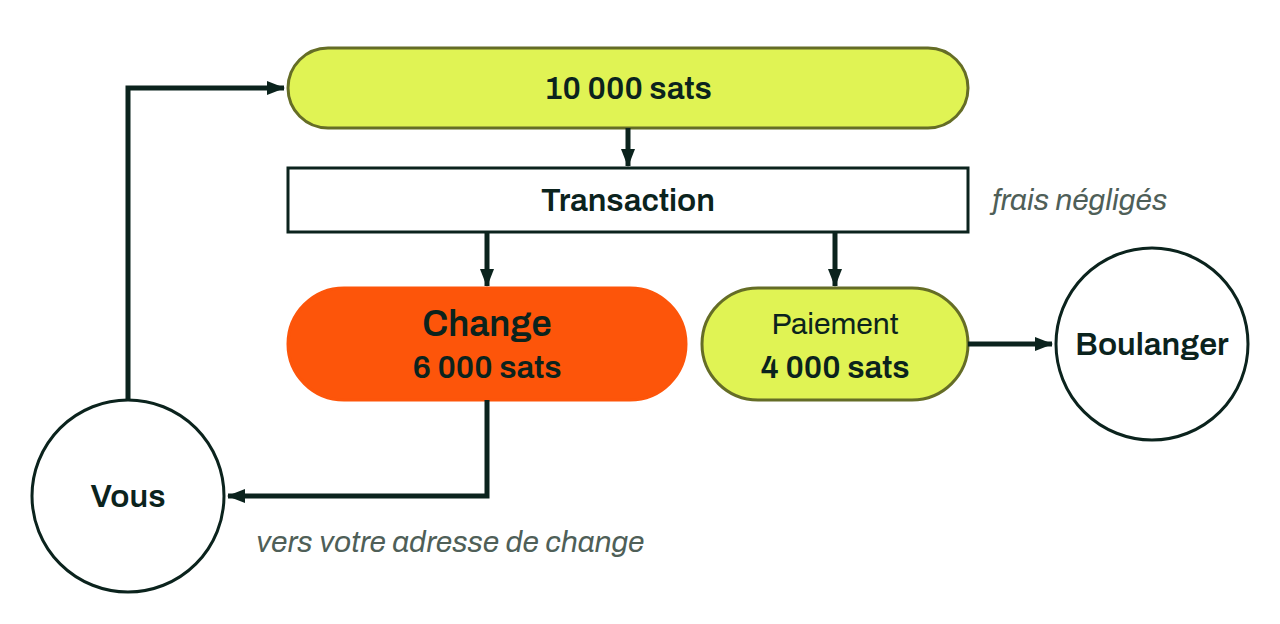 10 000 sats
Transaction
frais négligés
Change
6 000 sats
Paiement
4 000 sats
Boulanger
Vous
vers votre adresse de change